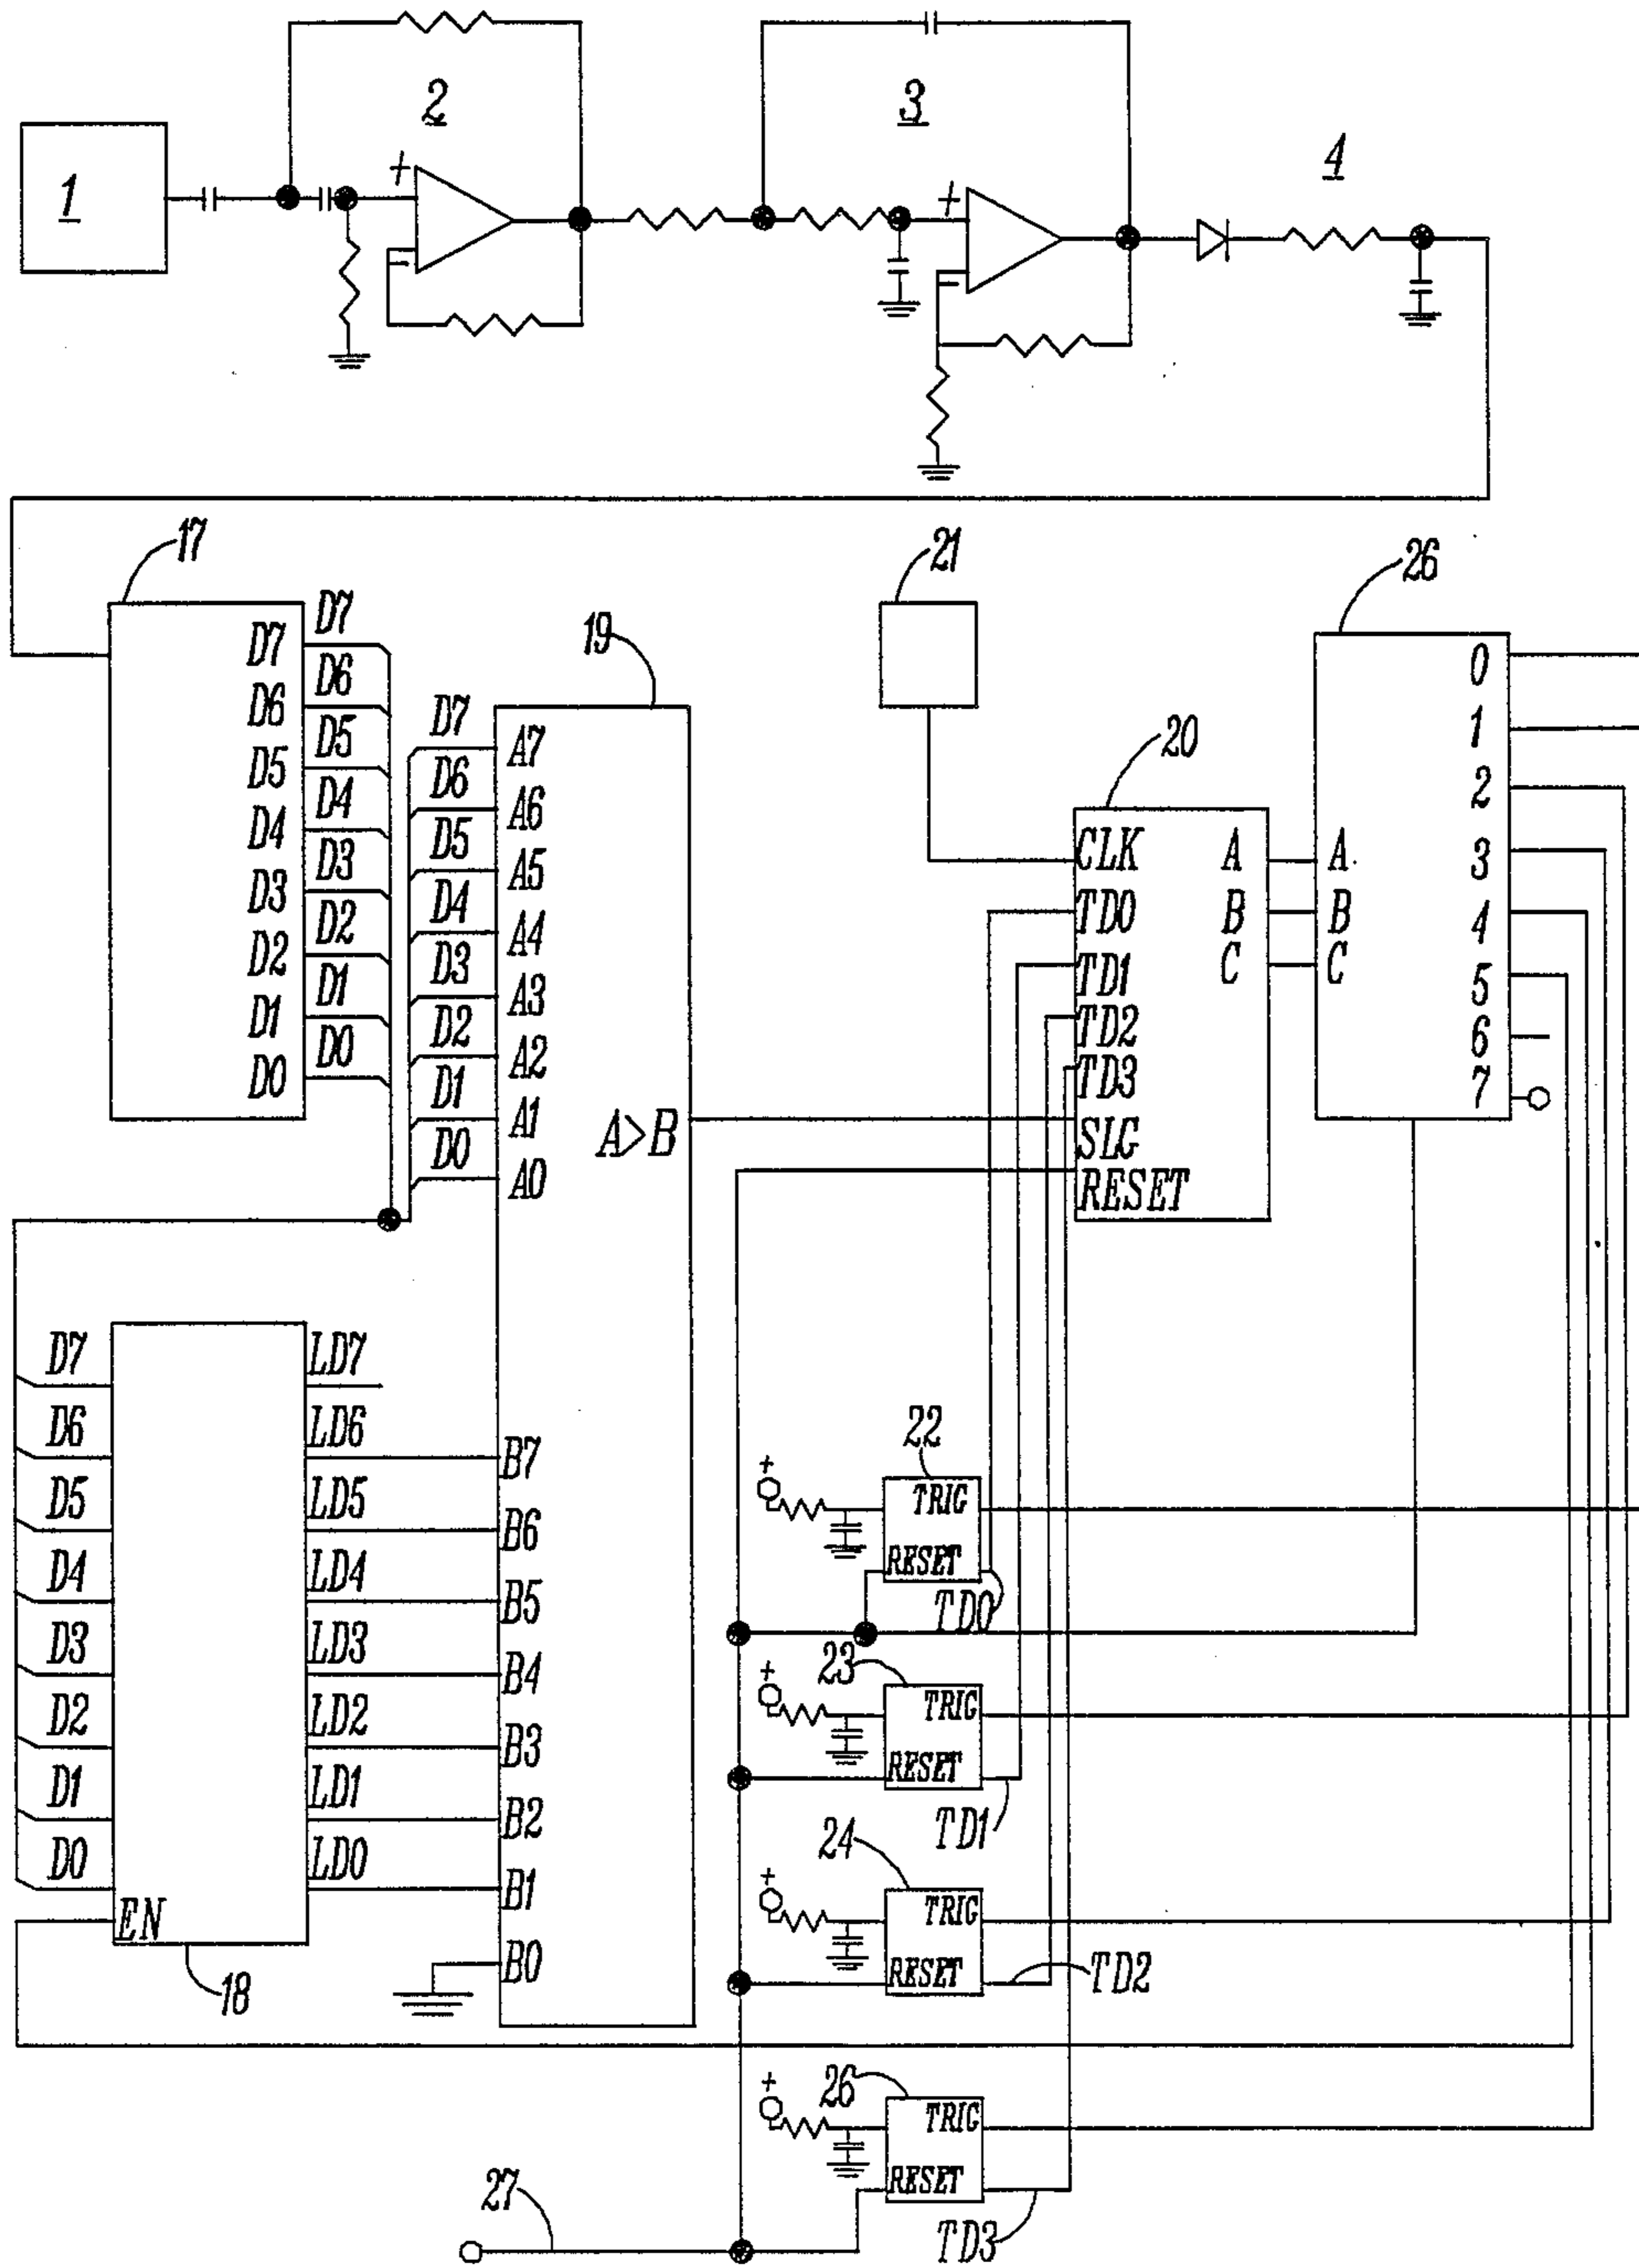 1
2
3
4
+
-
+
-
17
D7
D6
D5
D4
D3
D2
D1
D0
D7
D6
D5
D4
D3
D2
D1
D0
19
D7
D6
D5
D4
D3
D2
D1
D0
A7
A6
A5
A4
A3
A2
A1
A0
A>B
B7
B6
B5
B4
B3
B2
B1
B0
21
20
CLK
TD0
TD1
TD2
TD3
SLG
RESET
A
B
C
26
A
B
C
0
1
2
3
4
5
6
7
D7
D6
D5
D4
D3
D2
D1
D0
EN
18
LD7
LD6
LD5
LD4
LD3
LD2
LD1
LD0
22
+
TRIG
RESET
TD0
23
+
TRIG
RESET
TD1
24
+
TRIG
RESET
TD2
26
+
TRIG
RESET
TD3
27